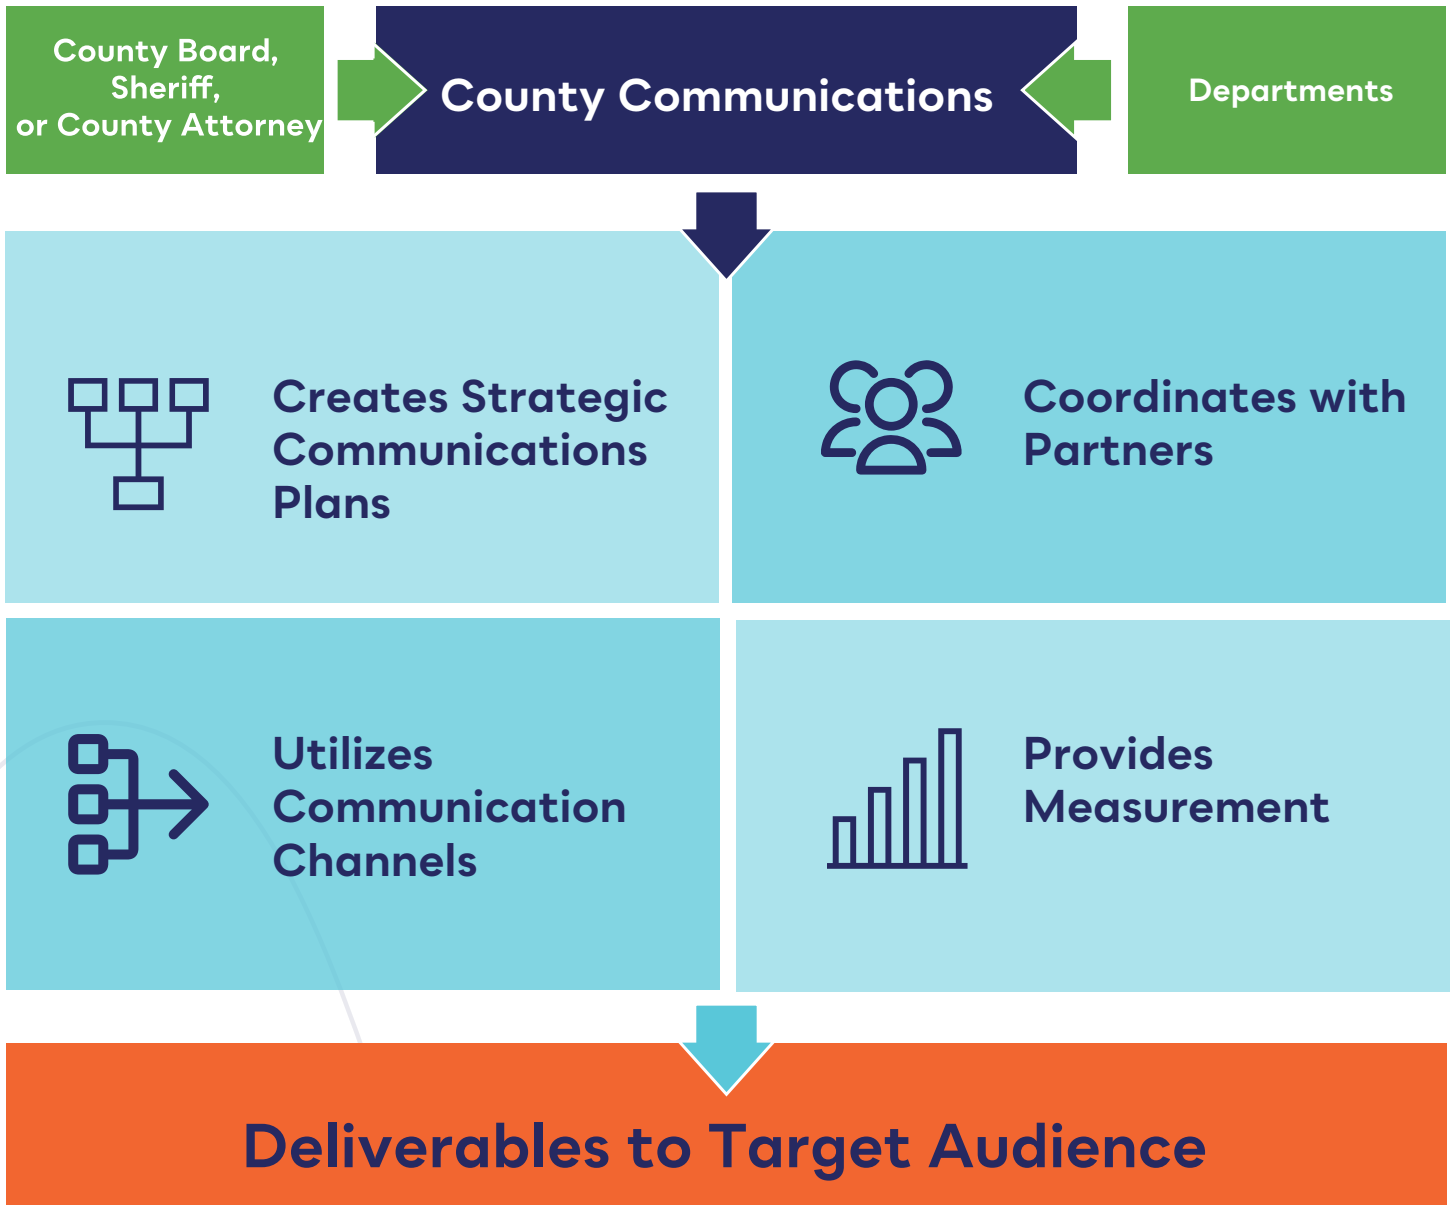 County Board,
Sheriff,
or County Attorney
County Communications
Departments
Creates Strategic
Communications
Plans
Coordinates with
Partners
Utilizes
Communication
Channels
Provides
Measurement
Deliverables to Target Audience